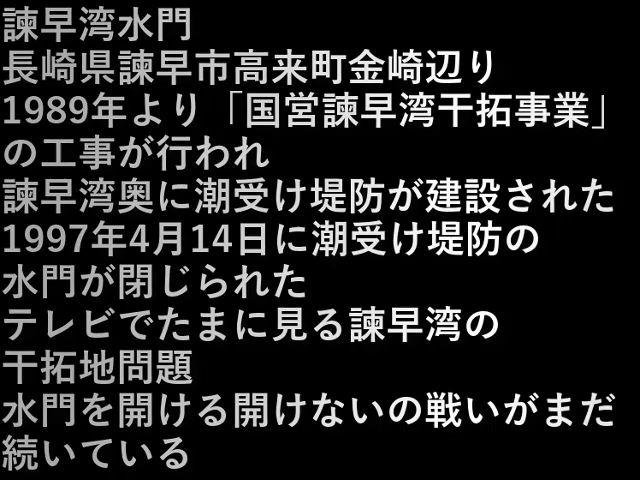 諫早湾水門
長崎県諫早市高来町金崎辺り
1989年より「国営諫早湾干拓事業」
の工事が行われ
諫早湾奥に潮受け堤防が建設された
1997年4月14日に潮受け堤防の
水門が閉じられた
テレビでたまに見る諫早湾の
干拓地問題
水門を開ける開けないの戦いがまだ
続いている